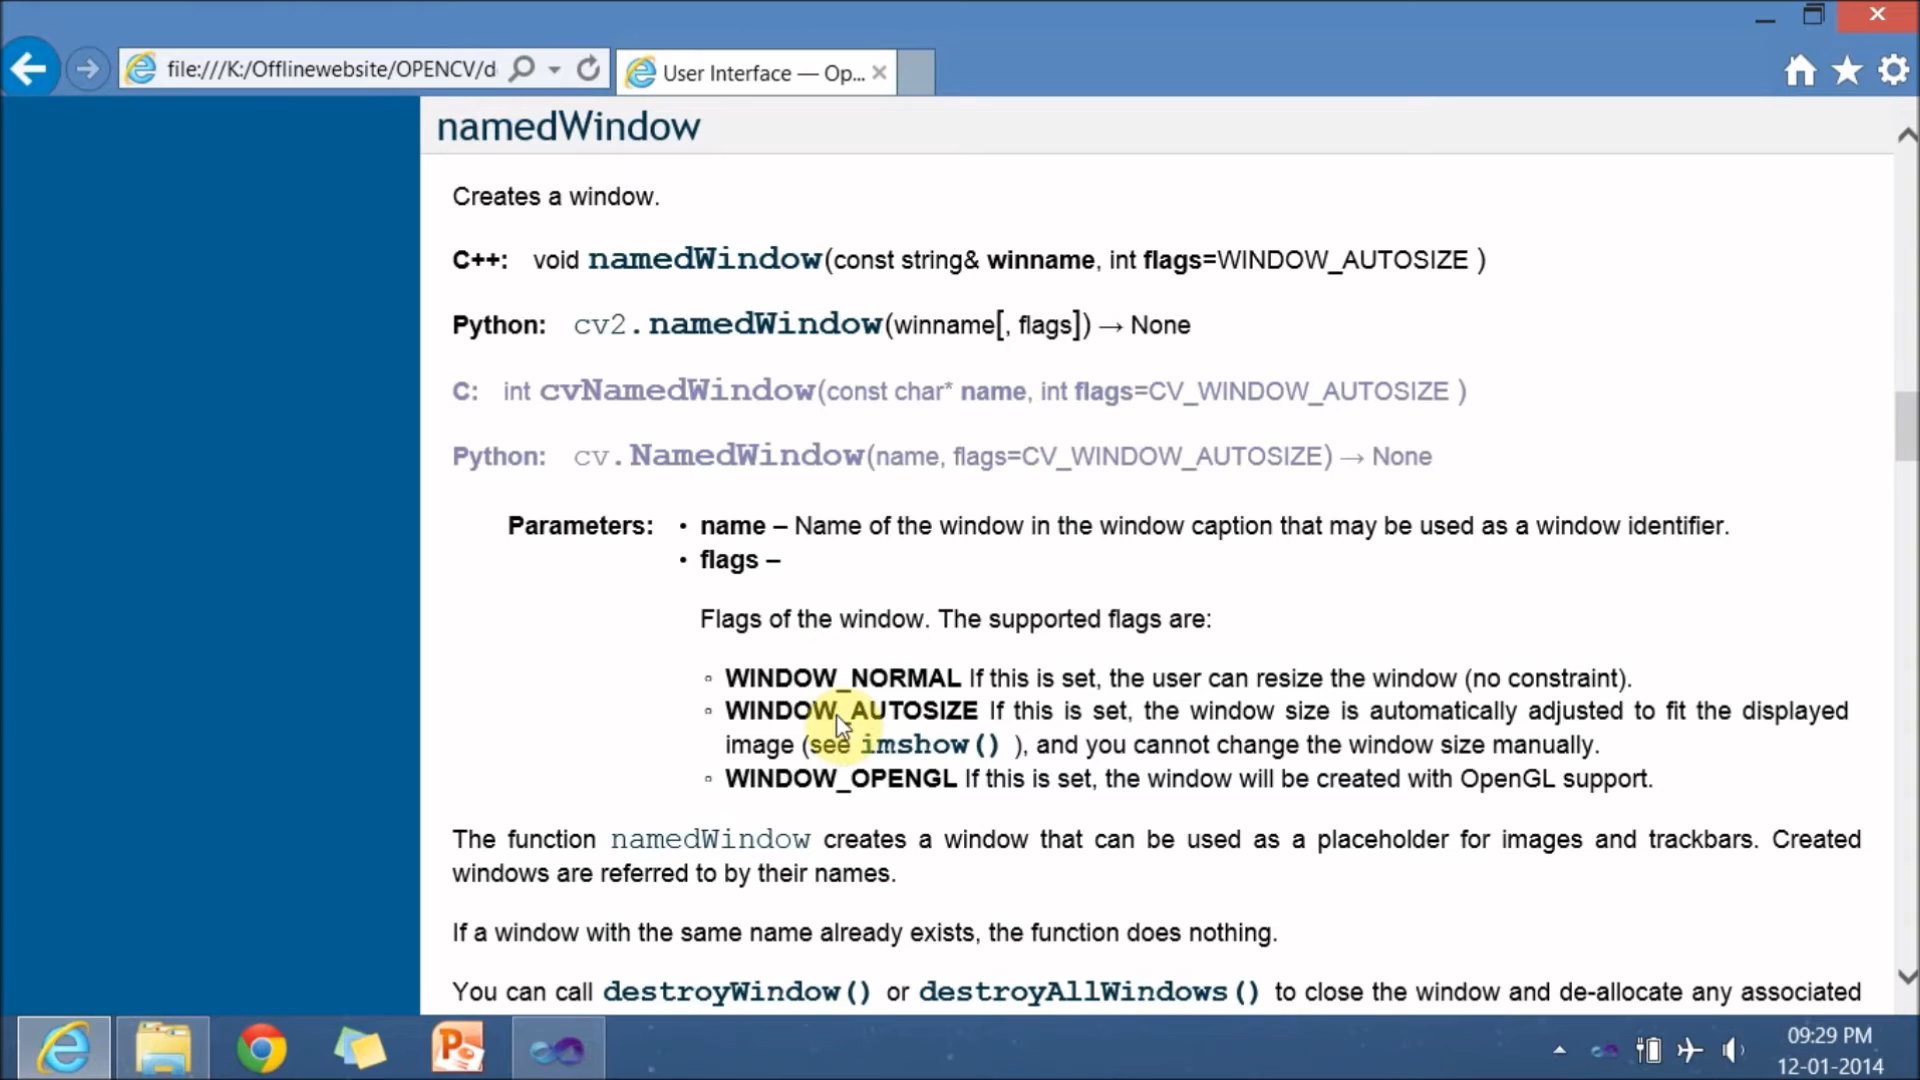 file:///K:/Offlinewebsite/OPENCV/d
User Interface — Op...
namedWindow
Creates a window.
C++: void namedWindow(const string& winname, int flags=WINDOW_AUTOSIZE )
Python: cv2.namedWindow(winname[, flags]) → None
C: int cvNamedWindow(const char* name, int flags=CV_WINDOW_AUTOSIZE )
Python: cv.NamedWindow(name, flags=CV_WINDOW_AUTOSIZE) → None
Parameters: • name – Name of the window in the window caption that may be used as a window identifier.
• flags –
Flags of the window. The supported flags are:
WINDOW_NORMAL If this is set, the user can resize the window (no constraint).
WINDOW_AUTOSIZE If this is set, the window size is automatically adjusted to fit the displayed
image (see imshow() ), and you cannot change the window size manually.
WINDOW_OPENGL If this is set, the window will be created with OpenGL support.
The function namedWindow creates a window that can be used as a placeholder for images and trackbars. Created
windows are referred to by their names.
If a window with the same name already exists, the function does nothing.
You can call destroyWindow() or destroyAllWindows() to close the window and de-allocate any associated
09:29 PM
12-01-2014